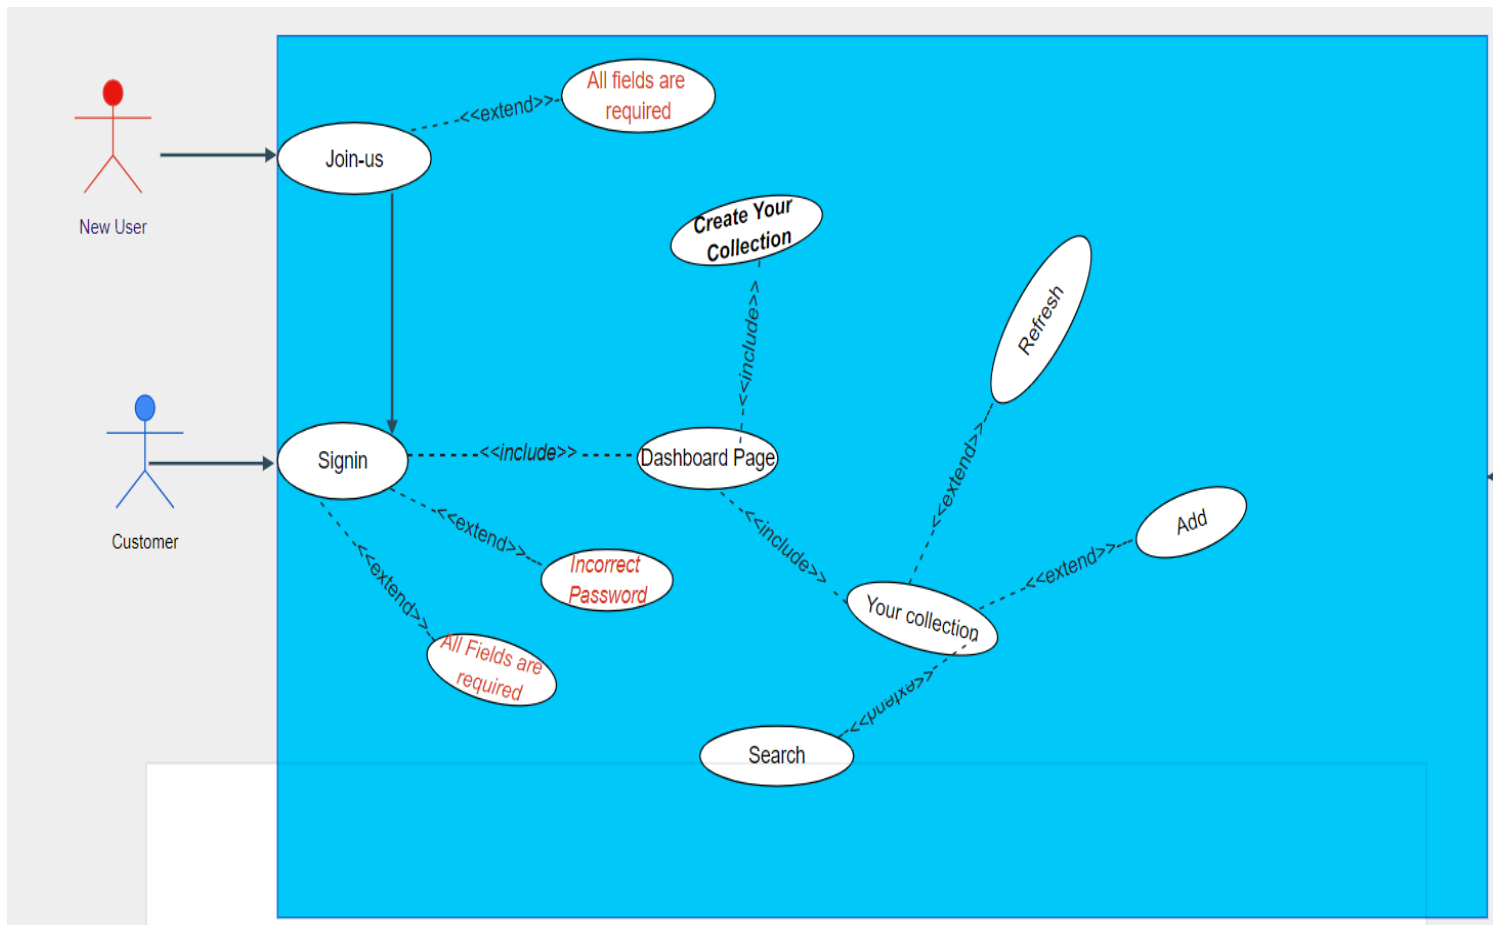 All fields are
required
<<extend>>
Join-us
New User
Create Your
Collection
<<include>>
Refresh
<<extend>>
Signin
<<include>>
Dashboard Page
Customer
<<extend>>
Incorrect
Password
<<extend>>
All Fields are
required
<<include>>
Your collection
<<extend>>
Add
<<extend>>
Search